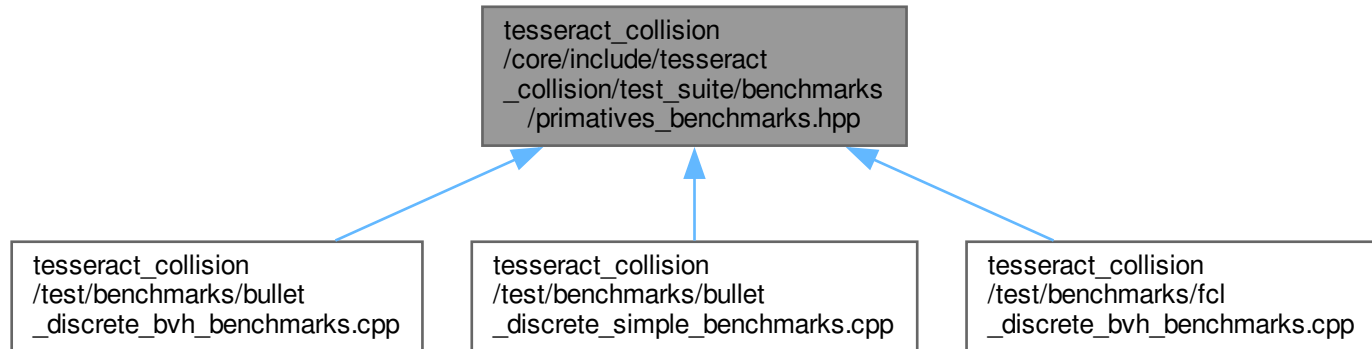 tesseract_collision
/core/include/tesseract
_collision/test_suite/benchmarks
/primatives_benchmarks.hpp
tesseract_collision
/test/benchmarks/bullet
_discrete_bvh_benchmarks.cpp
tesseract_collision
/test/benchmarks/bullet
_discrete_simple_benchmarks.cpp
tesseract_collision
/test/benchmarks/fcl
_discrete_bvh_benchmarks.cpp